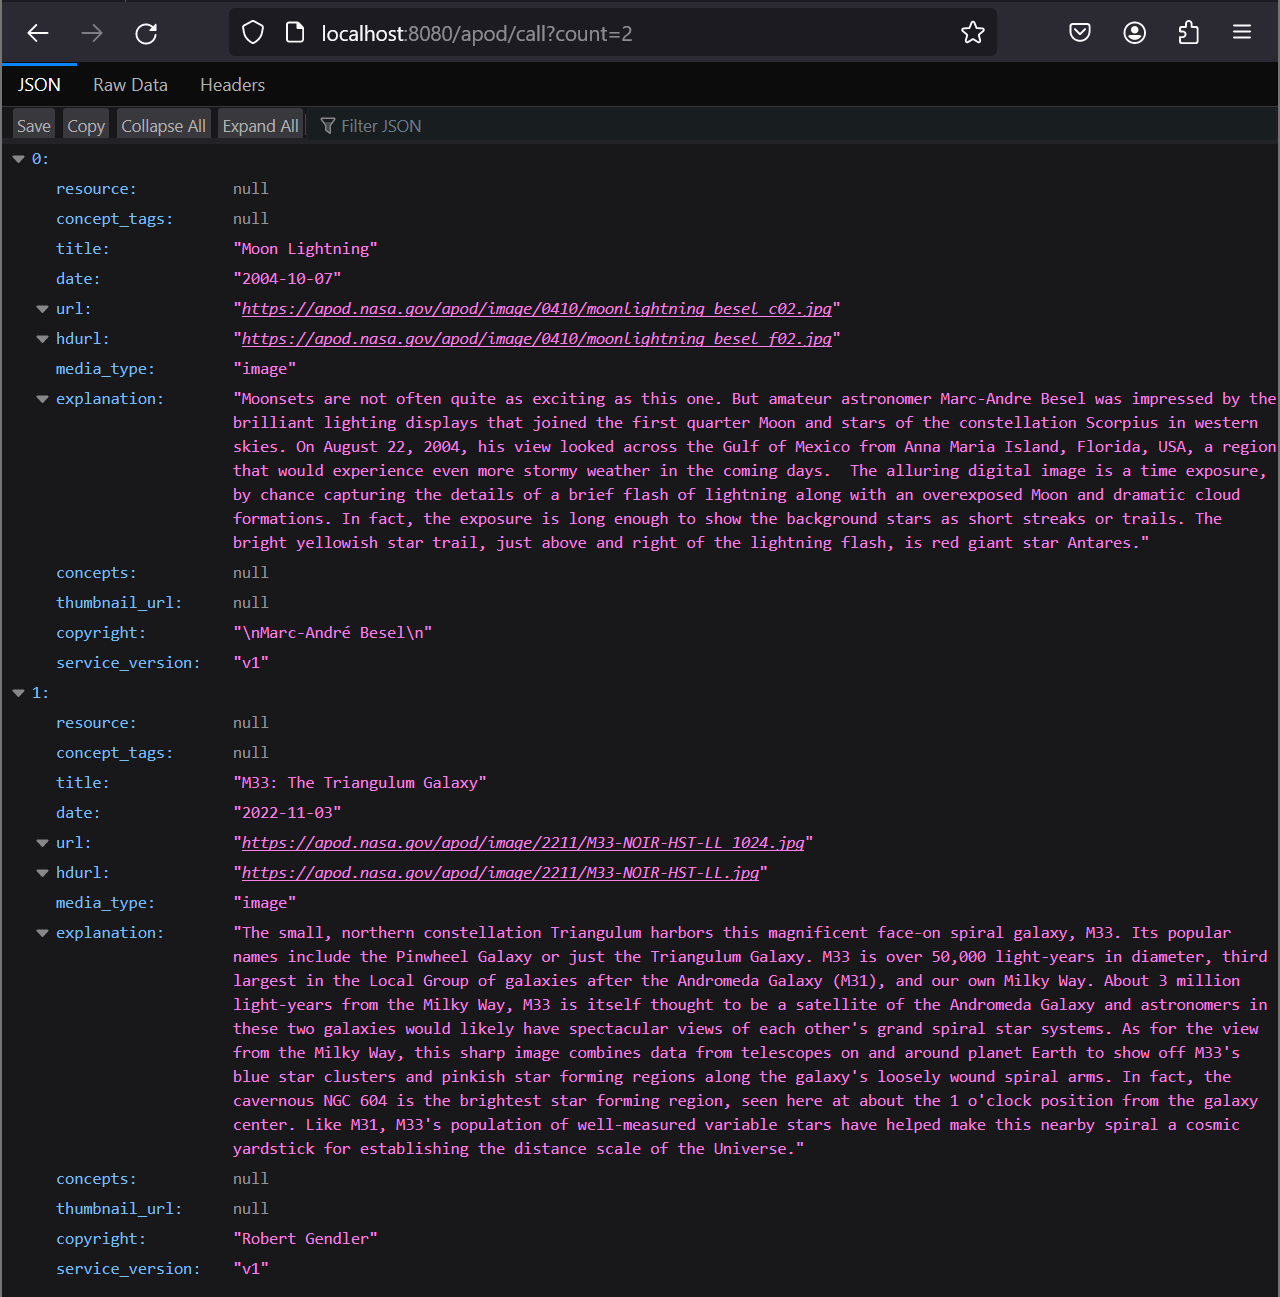 localhost:8080/apod/call?count=2
JSON Raw Data Headers
Save Copy Collapse All Expand All Filter JSON
0:
resource: null
concept_tags: null
title: "Moon Lightning"
date: "2004-10-07"
url: "https://apod.nasa.gov/apod/image/0410/moonlightning_besel_c02.jpg"
hdurl: "https://apod.nasa.gov/apod/image/0410/moonlightning_besel_f02.jpg"
media_type: "image"
explanation: "Moonsets are not often quite as exciting as this one. But amateur astronomer Marc-Andre Besel was impressed by the
brilliant lighting displays that joined the first quarter Moon and stars of the constellation Scorpius in western
skies. On August 22, 2004, his view looked across the Gulf of Mexico from Anna Maria Island, Florida, USA, a region
that would experience even more stormy weather in the coming days.  The alluring digital image is a time exposure,
by chance capturing the details of a brief flash of lightning along with an overexposed Moon and dramatic cloud
formations. In fact, the exposure is long enough to show the background stars as short streaks or trails. The
bright yellowish star trail, just above and right of the lightning flash, is red giant star Antares."
concepts: null
thumbnail_url: null
copyright: "\nMarc-André Besel\n"
service_version: "v1"
1:
resource: null
concept_tags: null
title: "M33: The Triangulum Galaxy"
date: "2022-11-03"
url: "https://apod.nasa.gov/apod/image/2211/M33-NOIR-HST-LL_1024.jpg"
hdurl: "https://apod.nasa.gov/apod/image/2211/M33-NOIR-HST-LL.jpg"
media_type: "image"
explanation: "The small, northern constellation Triangulum harbors this magnificent face-on spiral galaxy, M33. Its popular
names include the Pinwheel Galaxy or just the Triangulum Galaxy. M33 is over 50,000 light-years in diameter, third
largest in the Local Group of galaxies after the Andromeda Galaxy (M31), and our own Milky Way. About 3 million
light-years from the Milky Way, M33 is itself thought to be a satellite of the Andromeda Galaxy and astronomers in
these two galaxies would likely have spectacular views of each other's grand spiral star systems. As for the view
from the Milky Way, this sharp image combines data from telescopes on and around planet Earth to show off M33's
blue star clusters and pinkish star forming regions along the galaxy's loosely wound spiral arms. In fact, the
cavernous NGC 604 is the brightest star forming region, seen here at about the 1 o'clock position from the galaxy
center. Like M31, M33's population of well-measured variable stars have helped make this nearby spiral a cosmic
yardstick for establishing the distance scale of the Universe."
concepts: null
thumbnail_url: null
copyright: "Robert Gendler"
service_version: "v1"